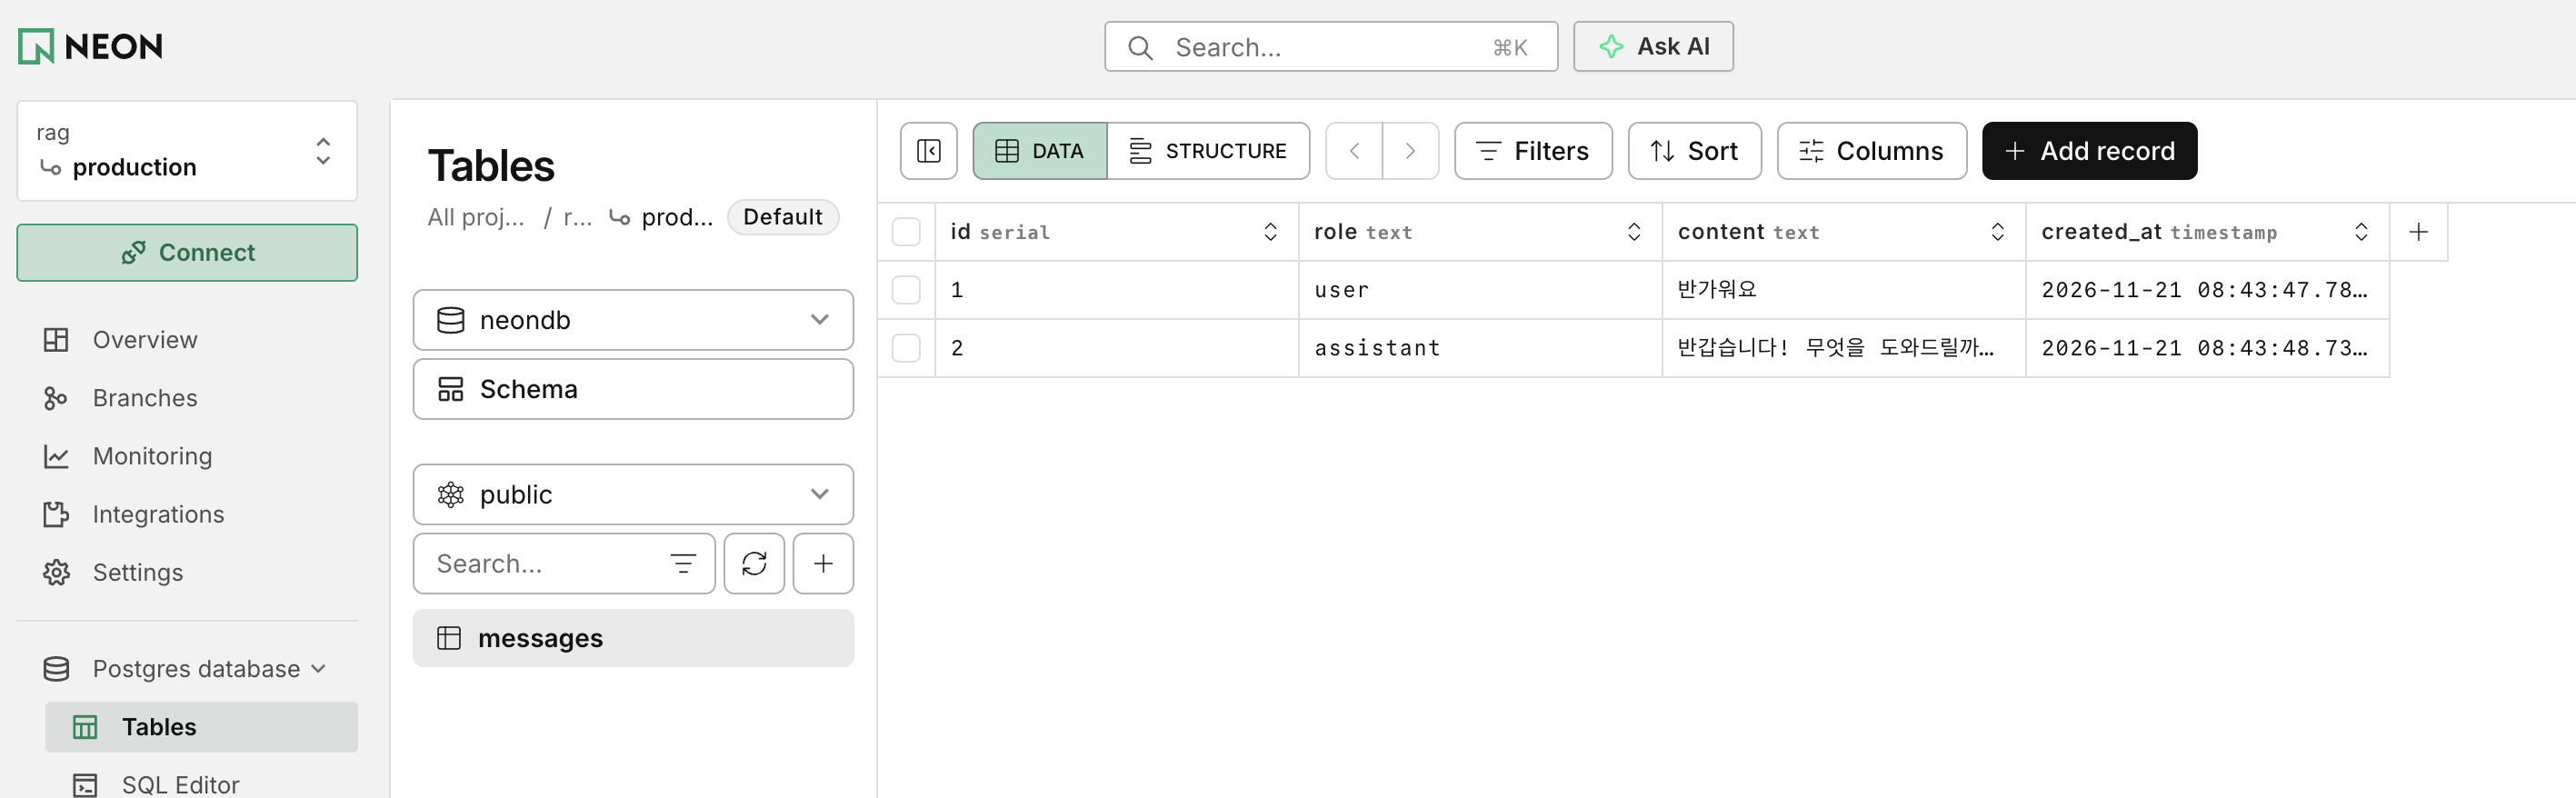 NEON
Search... ⌘K
Ask AI
rag
production
Connect
Overview
Branches
Monitoring
Integrations
Settings
Postgres database
Tables
SQL Editor
Tables
All proj... / r... prod... Default
neondb
Schema
public
Search...
messages
DATA STRUCTURE Filters Sort Columns + Add record
id serial role text content text created_at timestamp +
1 user 반가워요 2026-11-21 08:43:47.78...
2 assistant 반갑습니다! 무엇을 도와드릴까... 2026-11-21 08:43:48.73...